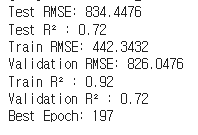 Test RMSE: 834.4476
Test R² : 0.72
Train RMSE: 442.3432
Validation RMSE: 826.0476
Train R² : 0.92
Validation R² : 0.72
Best Epoch: 197